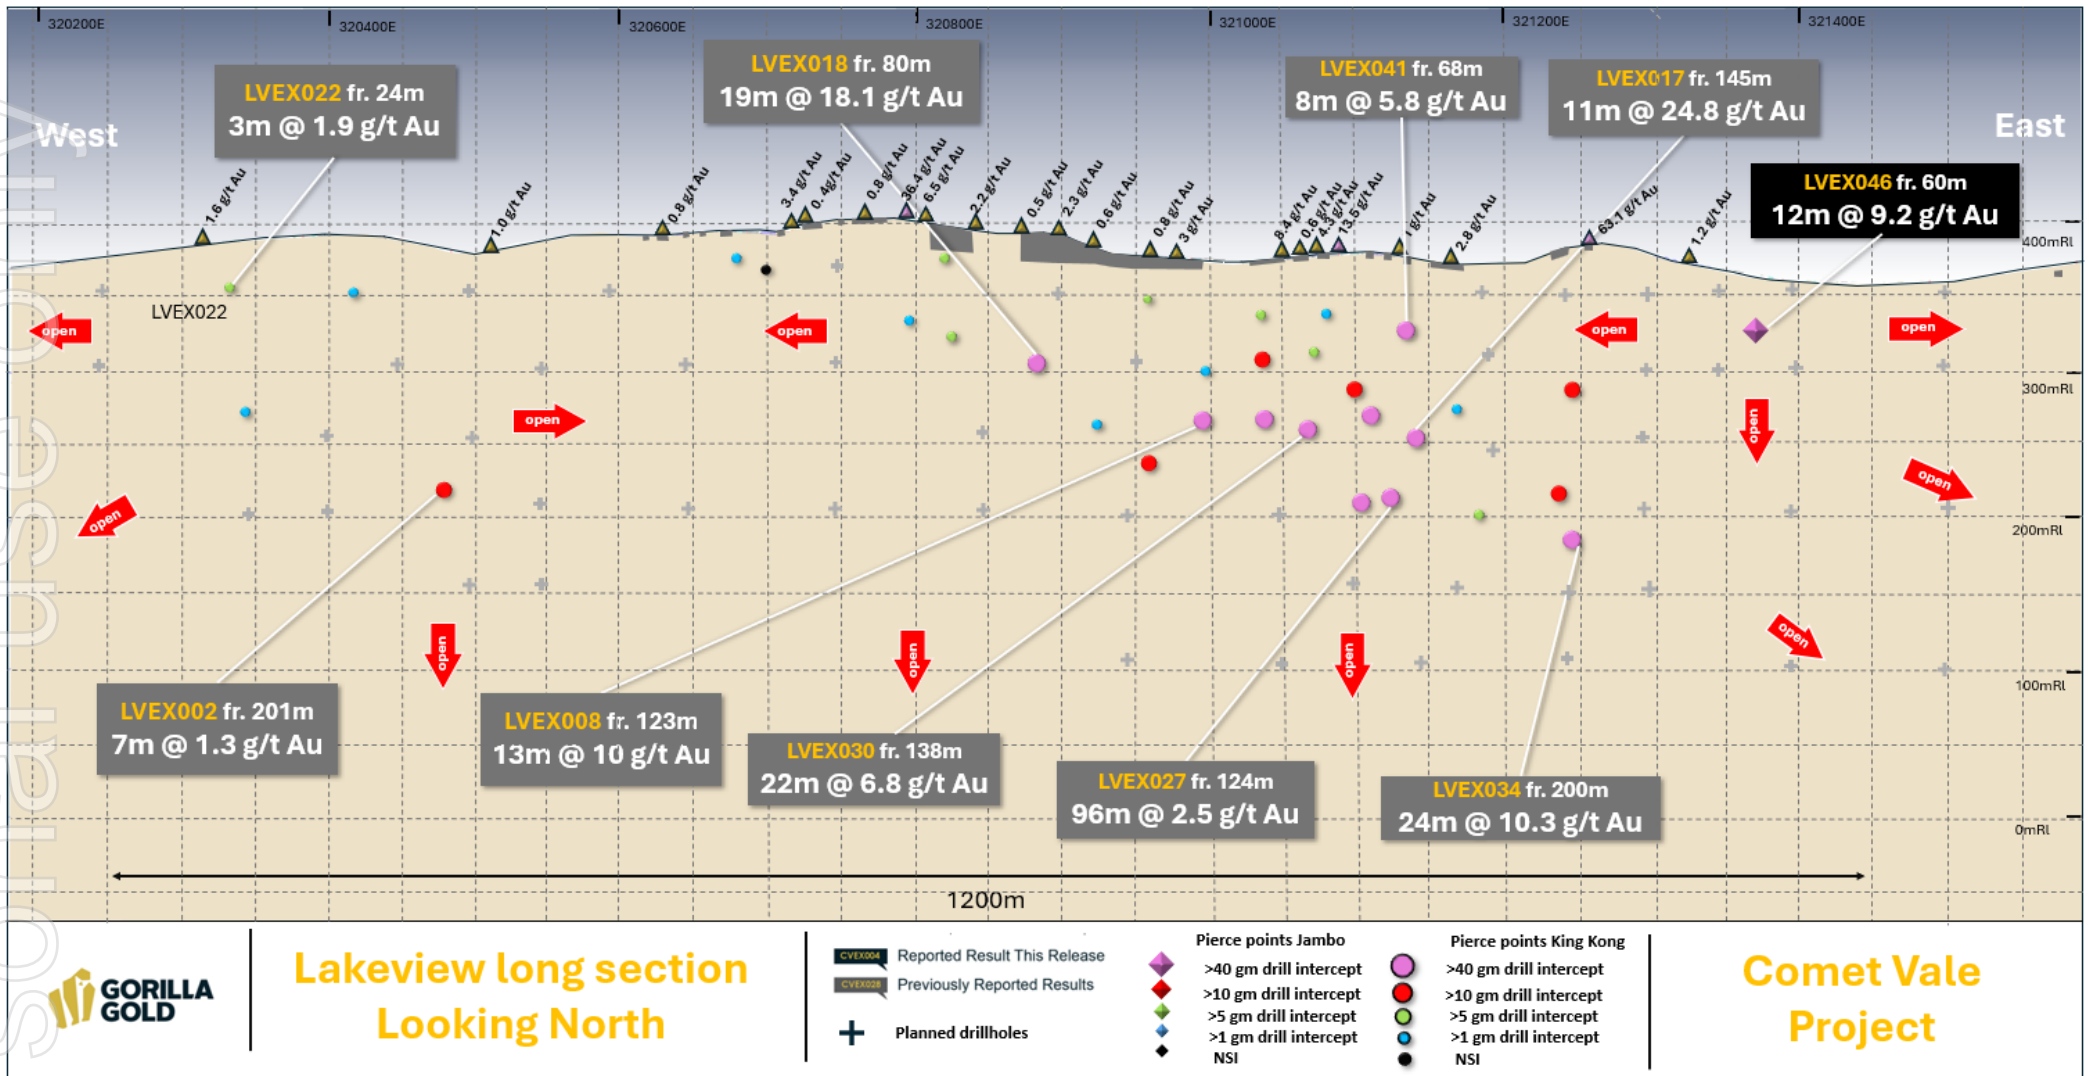 320200E
320400E
320600E
320800E
321000E
321200E
321400E
West
East
LVEX022 fr. 24m
3m @ 1.9 g/t Au
LVEX018 fr. 80m
19m @ 18.1 g/t Au
LVEX041 fr. 68m
8m @ 5.8 g/t Au
LVEX017 fr. 145m
11m @ 24.8 g/t Au
LVEX046 fr. 60m
12m @ 9.2 g/t Au
1.6 g/t Au
1.0 g/t Au
0.8 g/t Au
3.4 g/t Au
0.4g/t Au
0.8 g/t Au
36.4 g/t Au
6.5 g/t Au
2.2 g/t Au
0.5 g/t Au
2.3 g/t Au
0.6 g/t Au
0.8 g/t Au
3 g/t Au
8.4 g/t Au
0.6 g/t Au
4.3 g/t Au
13.5 g/t Au
1 g/t Au
2.8 g/t Au
63.1 g/t Au
1.2 g/t Au
400mRl
LVEX022
open
open
open
open
300mRl
open
open
open
open
200mRl
open
open
open
open
100mRl
LVEX002 fr. 201m
7m @ 1.3 g/t Au
LVEX008 fr. 123m
13m @ 10 g/t Au
LVEX030 fr. 138m
22m @ 6.8 g/t Au
LVEX027 fr. 124m
96m @ 2.5 g/t Au
LVEX034 fr. 200m
24m @ 10.3 g/t Au
0mRl
1200m
GORILLA
GOLD
Lakeview long section
Looking North
CVEX004 Reported Result This Release
CVEX028 Previously Reported Results
Planned drillholes
Pierce points Jambo
>40 gm drill intercept
>10 gm drill intercept
>5 gm drill intercept
>1 gm drill intercept
NSI
Pierce points King Kong
>40 gm drill intercept
>10 gm drill intercept
>5 gm drill intercept
>1 gm drill intercept
NSI
Comet Vale
Project